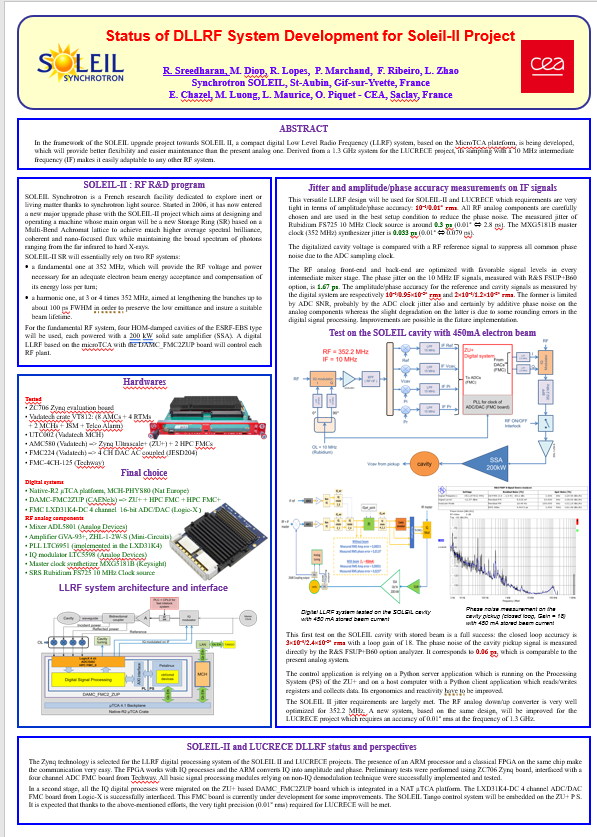 Status of DLLRF System Development for Soleil-II Project
SOLEIL
SYNCHROTRON
cea
R. Sreedharan, M. Diop, R. Lopes, P. Marchand, F. Ribeiro, L. Zhao
Synchrotron SOLEIL, St-Aubin, Gif-sur-Yvette, France
E. Chazel, M. Luong, L. Maurice, O. Piquet - CEA, Saclay, France
ABSTRACT
In the framework of the SOLEIL upgrade project towards SOLEIL II, a compact digital Low Level Radio Frequency (LLRF) system, based on the MicroTCA plateform, is being developed,
which will provide better flexibility and easier maintenance than the present analog one. Derived from a 1.3 GHz system for the LUCRECE project, its sampling with a 10 MHz intermediate
frequency (IF) makes it easily adaptable to any other RF system.
SOLEIL-II : RF R&D program
SOLEIL Synchrotron is a French research facility dedicated to explore inert or
living matter thanks to synchrotron light source. Started in 2006, it has now entered
a new major upgrade phase with the SOLEIL-II project which aims at designing and
operating a machine whose main organ will be a new Storage Ring (SR) based on a
Multi-Bend Achromat lattice to achieve much higher average spectral brilliance,
coherent and nano-focused flux while maintaining the broad spectrum of photons
ranging from the far infrared to hard X-rays.
SOLEIL-II SR will essentially rely on two RF systems:
• a fundamental one at 352 MHz, which will provide the RF voltage and power
necessary for an adequate electron beam energy acceptance and compensation of
its energy loss per turn;
• a harmonic one, at 3 or 4 times 352 MHz, aimed at lengthening the bunches up to
about 100 ps FWHM in order to preserve the low emittance and insure a suitable
beam lifetime.
For the fundamental RF system, four HOM-damped cavities of the ESRF-EBS type
will be used, each powered with a 200 kW solid sate amplifier (SSA). A digital
LLRF based on the microTCA with the DAMC_FMC2ZUP board will control each
RF plant.
Hardwares
Tested
• ZC706 Zynq evaluation board
• Vadatech crate VT812: (8 AMCs + 4 RTMs
+ 2 MCHs + JSM + Telco Alarm)
• UTC002 (Vadatech MCH)
• AMC580 (Vadatech) => Zynq Ultrascale+ (ZU+) + 2 HPC FMCs
• FMC224 (Vadatech) => 4 CH DAC AC coupled (JESD204)
• FMC-4CH-125 (Techway)
Final choice
Digital systems
• Native-R2 µTCA platform, MCH-PHYS80 (Nat Europe)
• DAMC-FMC2ZUP (CAENels) => ZU+ + HPC FMC + HPC FMC+
• FMC LXD31K4-DC 4 channel 16-bit ADC/DAC (Logic-X )
RF analog components
• Mixer ADL5801 (Analog Devices)
• Amplifier GVA-93+, ZHL-1-2W-S (Mini-Circuits)
• PLL LTC6951 (implemented in the LXD31K4)
• IQ modulator LTC5598 (Analog Devices)
• Master clock synthetizer MXG5181B (Keysight)
• SRS Rubidium FS725 10 MHz Clock source
LLRF system architecture and interface
Digital Signal Processing
MCH
DAMC_FMC2_ZUP
µTCA.4.1 Backplane
Native-R2 µTCA Crate
Jitter and amplitude/phase accuracy measurements on IF signals
This versatile LLRF design will be used for SOLEIL-II and LUCRECE which requirements are very
tight in terms of amplitude/phase accuracy: 10⁻⁴/0.01° rms. All RF analog components are carefully
chosen and are used in the best setup condition to reduce the phase noise. The measured jitter of
Rubidium FS725 10 MHz Clock source is around 0.3 ps (0.01° ⇔ 2.8 ns). The MXG5181B master
clock (352 MHz) synthesizer jitter is 0.033 ps (0.01° ⇔ 0.079 ns).
The digitalized cavity voltage is compared with a RF reference signal to suppress all common phase
noise due to the ADC sampling clock.
The RF analog front-end and back-end are optimized with favorable signal levels in every
intermediate mixer stage. The phase jitter on the 10 MHz IF signals, measured with R&S FSUP+B60
option, is 1.67 ps. The amplitude/phase accuracy for the reference and cavity signals as measured by
the digital system are respectively rms and rms. The former is limited
by ADC SNR, probably by the ADC clock jitter also and certainly by some additive phase noise on the
analog components whereas the slight degradation on the latter is due to some rounding errors in the
digital signal processing. Improvements are possible in the future implementation.
Test on the SOLEIL cavity with 450mA electron beam
RF = 352.2 MHz
IF = 10 MHz
ZU+
Digital system
From
DACs
(FMC)
To ADCs
(FMC)
PLL for clock of
ADC/DAC (FMC board)
IF Ref
IF Vcav
IF Pi
IF Pr
RF ON/OFF
Interlock
OL = 10 MHz
(Rubidium)
Vcav from pickup
cavity
SSA
200kW
Digital LLRF system tested on the SOLEIL cavity
with 450 mA stored beam current
Phase noise measurement on the
cavity pickup (closed loop, Gain = 18)
with 450 mA stored beam current
This first test on the SOLEIL cavity with stored beam is a full success: the closed loop accuracy is
rms with a loop gain of 18. The phase noise of the cavity pickup signal is measured
directly by the R&S FSUP+B60 option analyzer. It corresponds to 0.06 ps, which is comparable to the
present analog system.
The control application is relying on a Python server application which is running on the Processing
System (PS) of the ZU+ and on a host computer with a Python client application which reads/writes
registers and collects data. Its ergonomics and reactivity have to be improved.
The SOLEIL II jitter requirements are largely met. The RF analog down/up converter is very well
optimized for 352.2 MHz. A new system, based on the same design, will be improved for the
LUCRECE project which requires an accuracy of 0.01° rms at the frequency of 1.3 GHz.
SOLEIL-II and LUCRECE DLLRF status and perspectives
The Zynq technology is selected for the LLRF digital processing system of the SOLEIL II and LUCRECE projects. The presence of an ARM processor and a classical FPGA on the same chip make
the communication very easy. The FPGA works with IQ processes and the ARM converts IQ into amplitude and phase. Preliminary tests were performed using ZC706 Zynq board, interfaced with a
four channel ADC FMC board from Techway. All basic signal processing modules relying on non-IQ demodulation technique were successfully implemented and tested.
In a second stage, all the IQ digital processes were migrated on the ZU+ based DAMC_FMC2ZUP board which is integrated in a NAT µTCA platform. The LXD31K4-DC 4 channel ADC/DAC
FMC board from Logic-X is successfully interfaced. This FMC board is currently under development for some improvements. The SOLEIL Tango control system will be embedded on the ZU+ P S.
It is expected that thanks to the above-mentioned efforts, the very tight precision (0.01° rms) required for LUCRECE will be met.